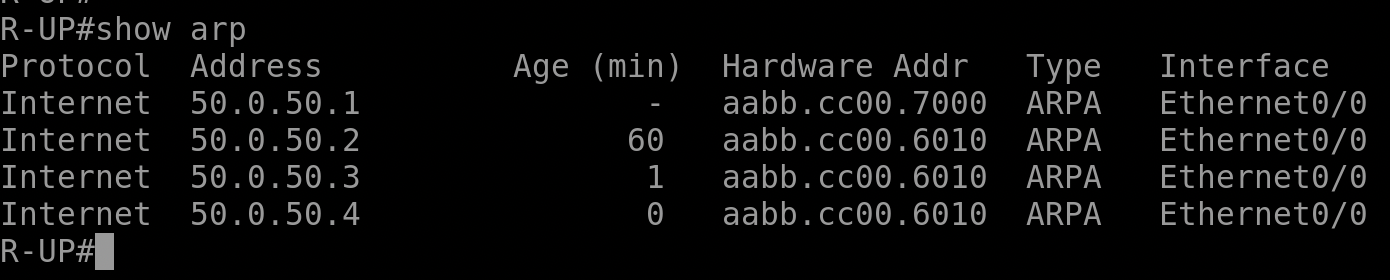 R-UP#
R-UP#show arp
Protocol  Address          Age (min)  Hardware Addr   Type   Interface
Internet  50.0.50.1               -   aabb.cc00.7000  ARPA   Ethernet0/0
Internet  50.0.50.2              60   aabb.cc00.6010  ARPA   Ethernet0/0
Internet  50.0.50.3               1   aabb.cc00.6010  ARPA   Ethernet0/0
Internet  50.0.50.4               0   aabb.cc00.6010  ARPA   Ethernet0/0
R-UP#